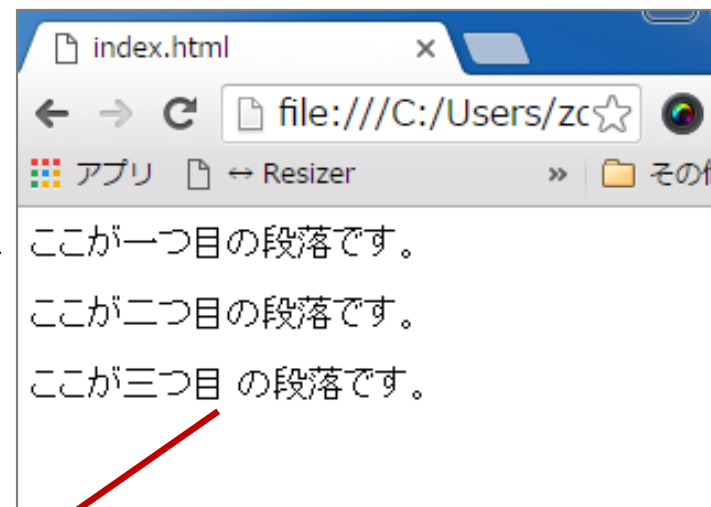 index.html ×
file:///C:/Users/zc
アプリ ↔ Resizer » その
ここが一つ目の段落です。
ここが二つ目の段落です。
ここが三つ目 の段落です。